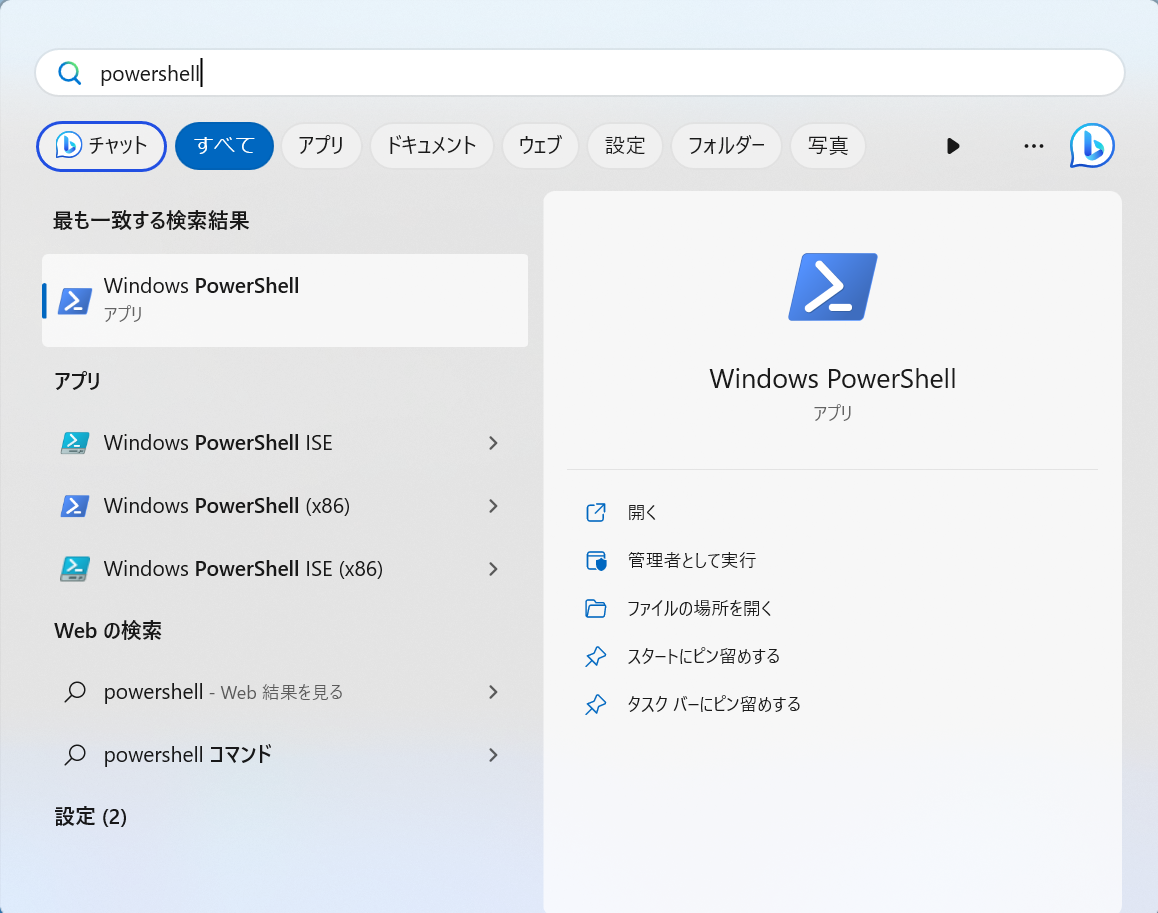 powershell
チャット
すべて
アプリ
ドキュメント
ウェブ
設定
フォルダー
写真
最も一致する検索結果
Windows PowerShell
アプリ
アプリ
Windows PowerShell ISE
Windows PowerShell (x86)
Windows PowerShell ISE (x86)
Web の検索
powershell - Web 結果を見る
powershell コマンド
設定 (2)
Windows PowerShell
アプリ
開く
管理者として実行
ファイルの場所を開く
スタートにピン留めする
タスク バーにピン留めする